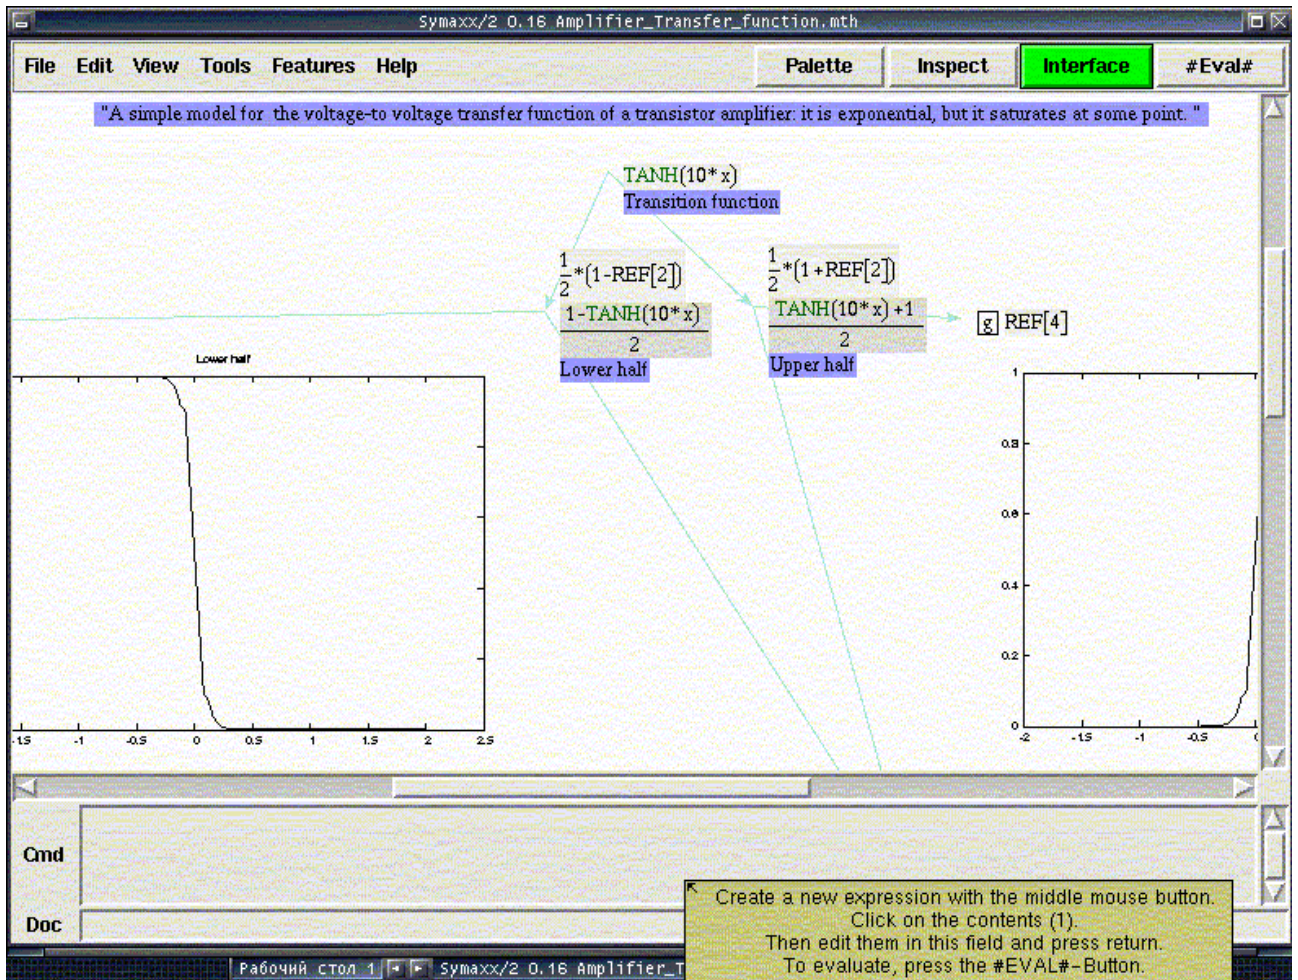 Symaxx/2 0.16 Amplifier_Transfer_function.mth
File Edit View Tools Features Help Palette Inspect Interface #Eval#
"A simple model for the voltage-to voltage transfer function of a transistor amplifier: it is exponential, but it saturates at some point. "
TANH(10*x)
Transition function
1/2*(1-REF[2]) 1/2*(1+REF[2])
1-TANH(10*x)/2 TANH(10*x)+1/2
g REF[4]
Lower half Upper half
Lower half
-1.5 -1 -0.5 0 0.5 1 1.5 2 2.5
1
0.8
0.6
0.4
0.2
0
-2 -1.5 -1 -0.5
Cmd
Doc
Create a new expression with the middle mouse button.
Click on the contents (1).
Then edit them in this field and press return.
To evaluate, press the #EVAL#-Button.
Рабочий стол 1 Symaxx/2 0.16 Amplifier_T